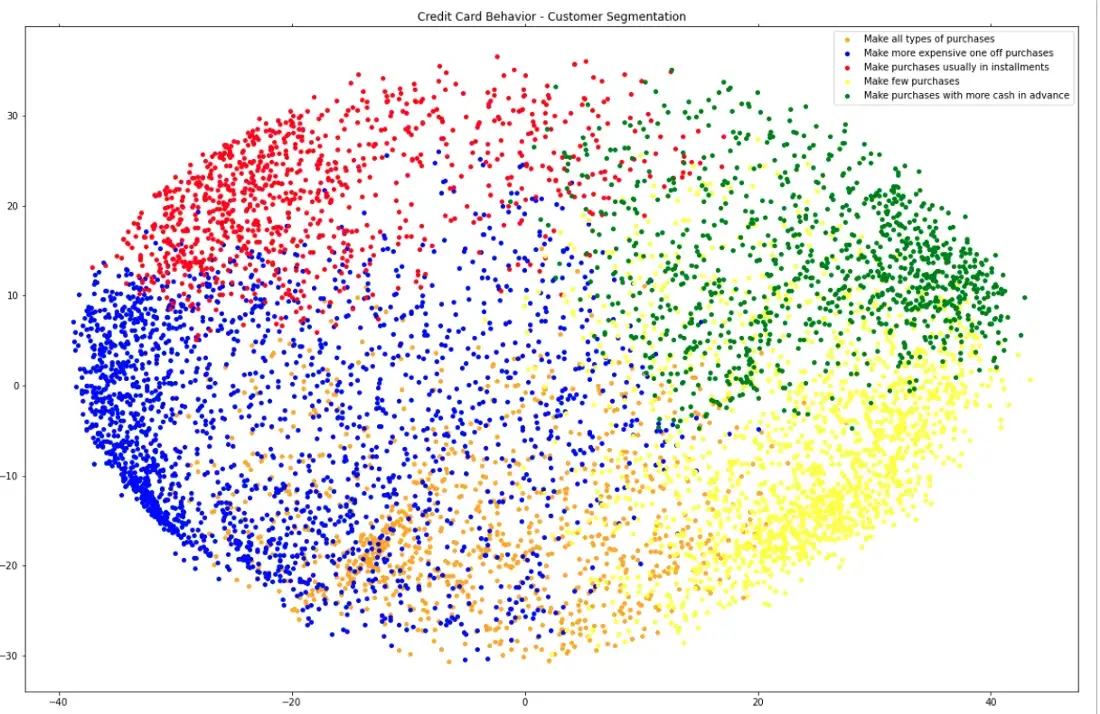 Credit Card Behavior - Customer Segmentation
Make all types of purchases
Make more expensive one off purchases
Make purchases usually in installments
Make few purchases
Make purchases with more cash in advance
30
20
10
0
−10
−20
−30
−40 −20 0 20 40